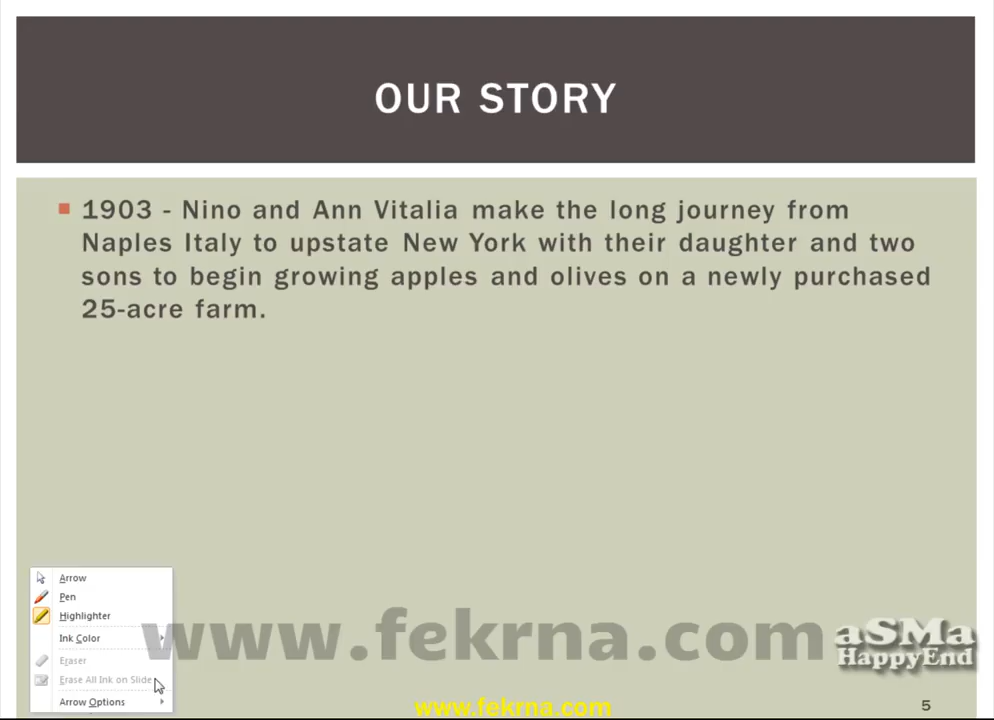 OUR STORY
1903 - Nino and Ann Vitalia make the long journey from
Naples Italy to upstate New York with their daughter and two
sons to begin growing apples and olives on a newly purchased
25-acre farm.
Arrow
Pen
Highlighter
Ink Color
Eraser
Erase All Ink on Slide
Arrow Options
www.fekrna.com
aSMa
HappyEnd
www.fekrna.com
5